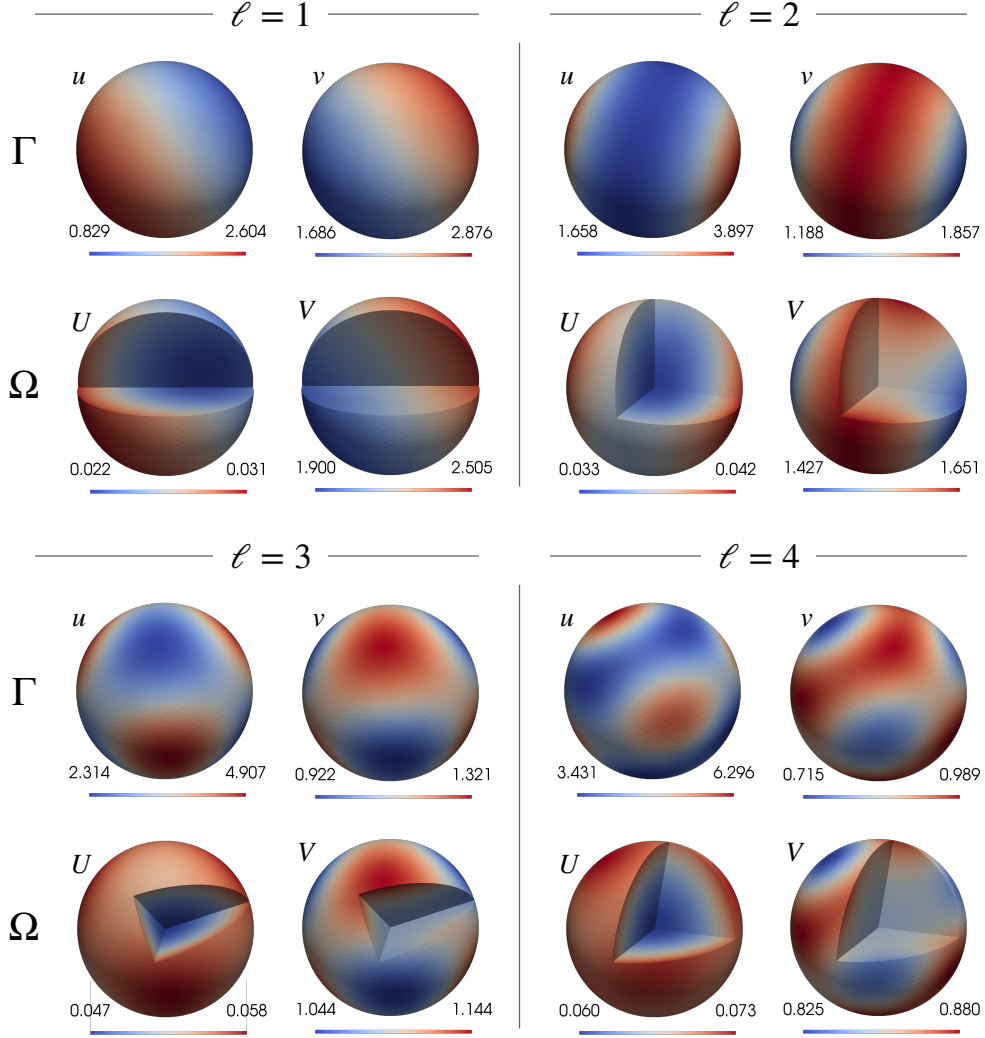 ℓ = 1 ℓ = 2
u v u v
Γ
0.829 2.604 1.686 2.876 1.658 3.897 1.188 1.857
U V U V
Ω
0.022 0.031 1.900 2.505 0.033 0.042 1.427 1.651
ℓ = 3 ℓ = 4
u v u v
Γ
2.314 4.907 0.922 1.321 3.431 6.296 0.715 0.989
U V U V
Ω
0.047 0.058 1.044 1.144 0.060 0.073 0.825 0.880